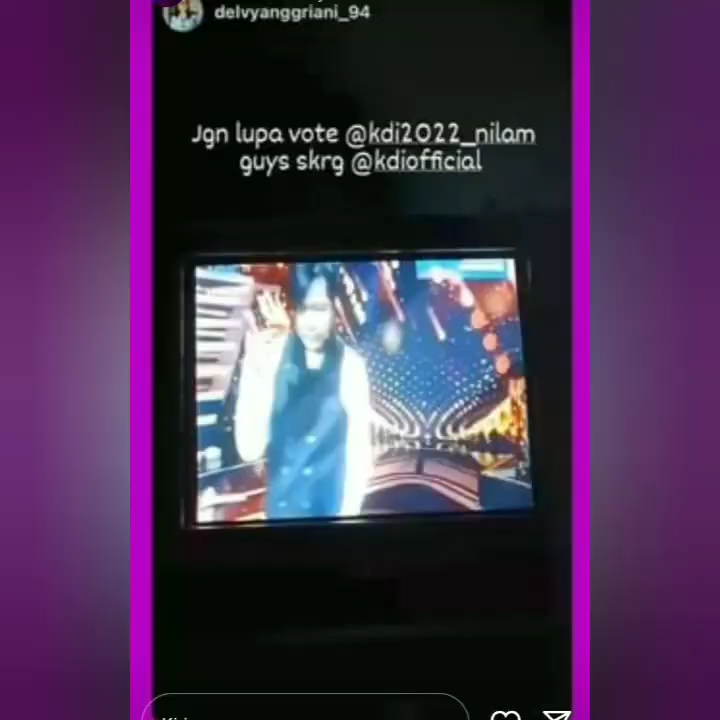 delvyanggriani_94
Jgn lupa vote @kdi2022_nilam
guys skrg @kdiofficial